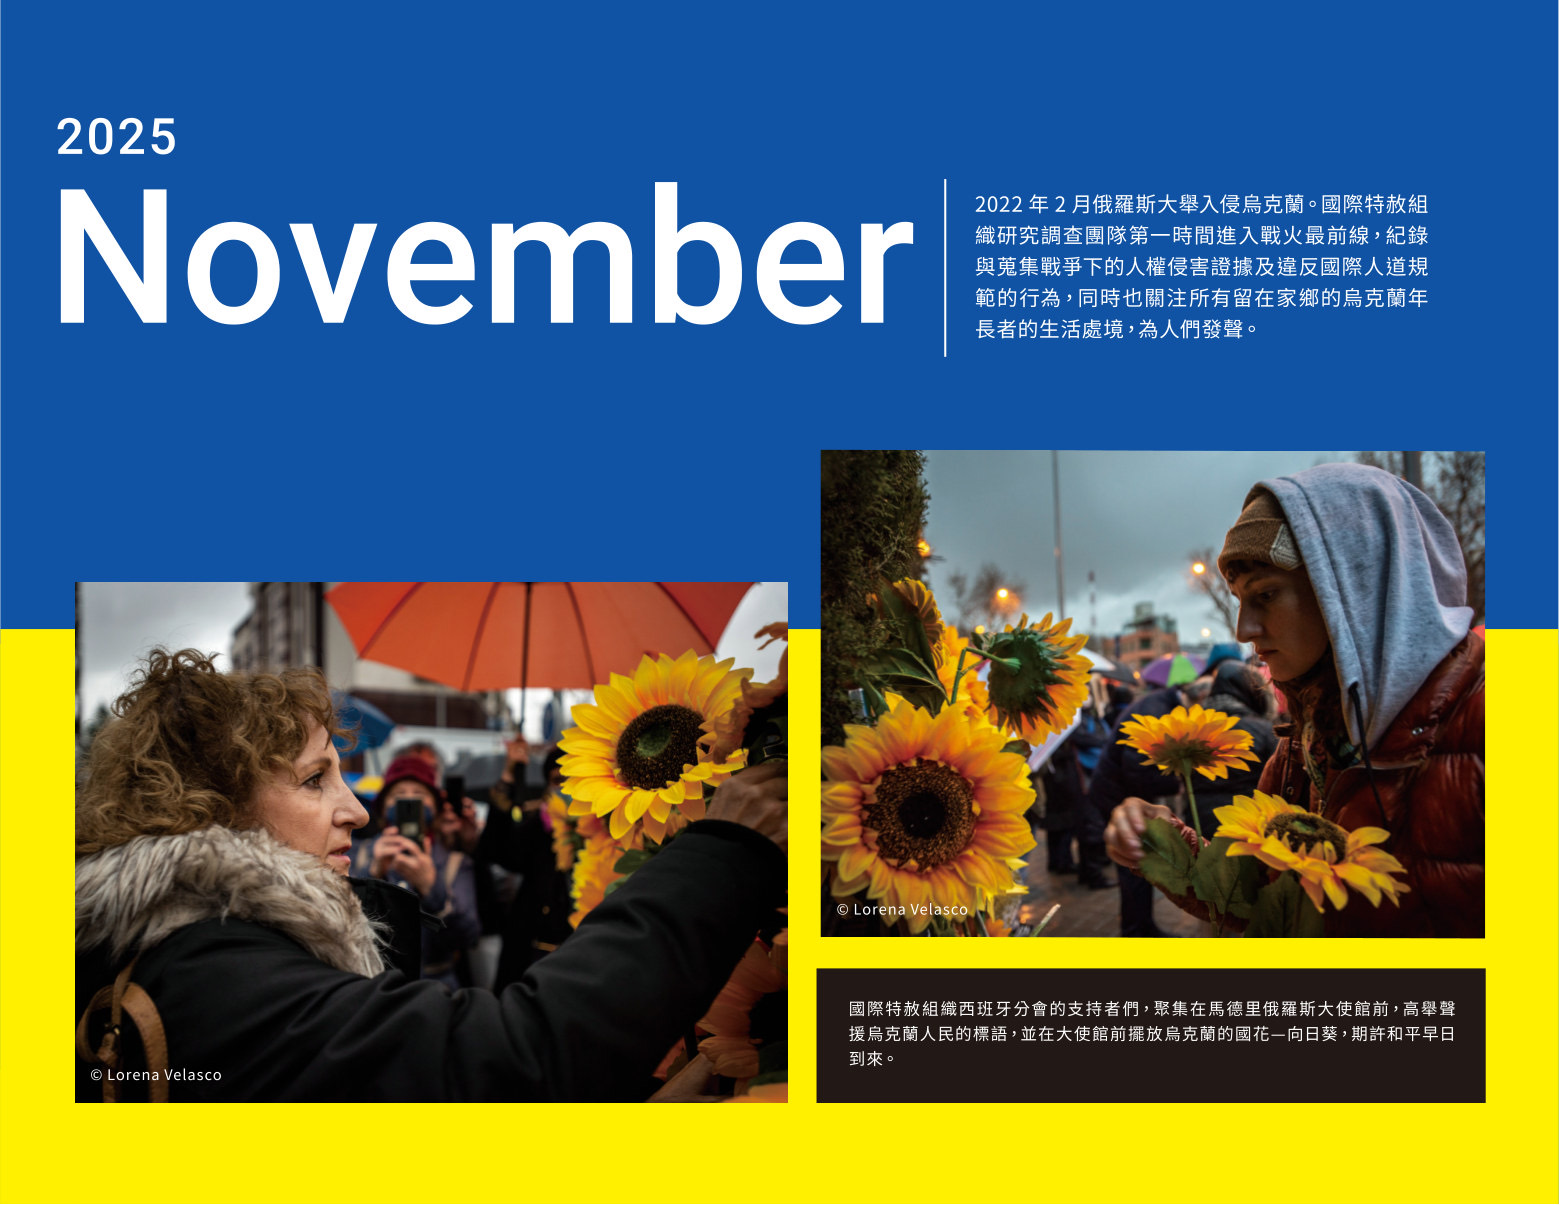 2025
November
2022 年 2 月俄羅斯大舉入侵烏克蘭。國際特赦組
織研究調查團隊第一時間進入戰火最前線，紀錄
與蒐集戰爭下的人權侵害證據及違反國際人道規
範的行為，同時也關注所有留在家鄉的烏克蘭年
長者的生活處境，為人們發聲。
© Lorena Velasco
© Lorena Velasco
國際特赦組織西班牙分會的支持者們，聚集在馬德里俄羅斯大使館前，高舉聲
援烏克蘭人民的標語，並在大使館前擺放烏克蘭的國花—向日葵，期許和平早日
到來。